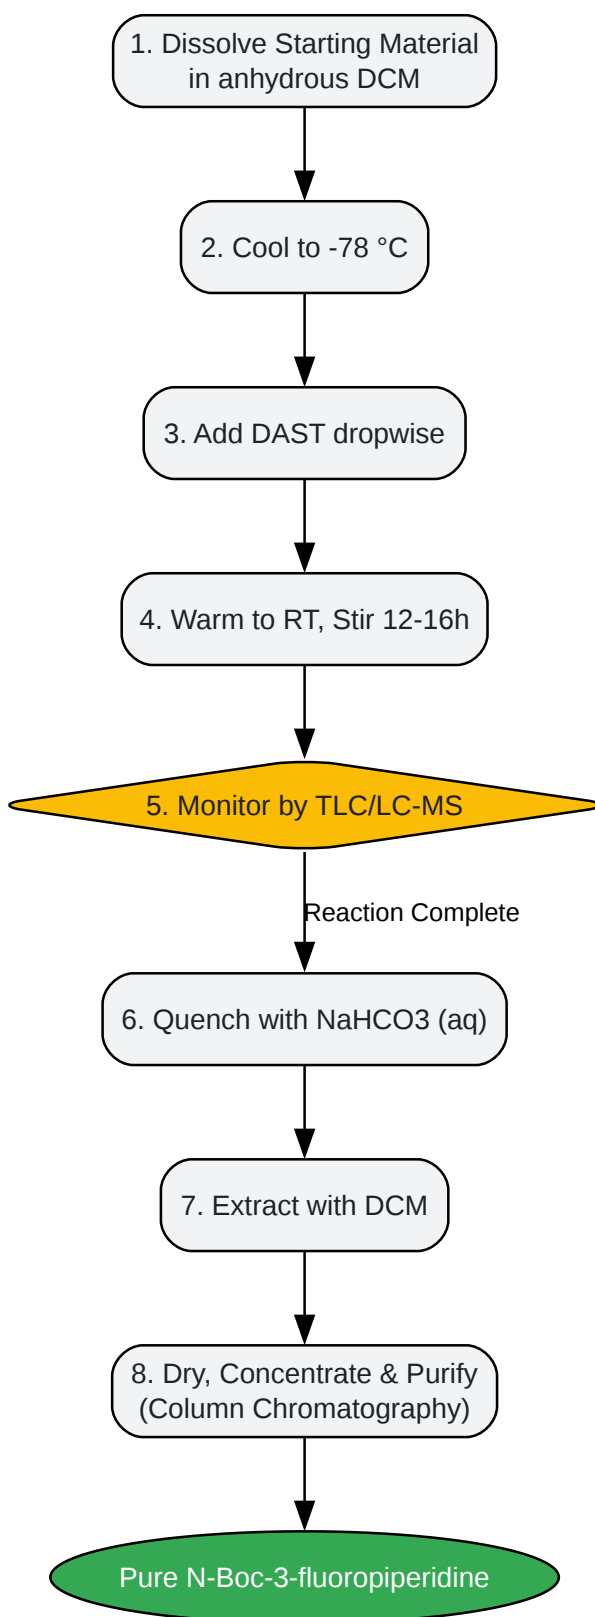 1. Dissolve Starting Material
in anhydrous DCM
2. Cool to -78 °C
3. Add DAST dropwise
4. Warm to RT, Stir 12-16h
5. Monitor by TLC/LC-MS
Reaction Complete
6. Quench with NaHCO3 (aq)
7. Extract with DCM
8. Dry, Concentrate & Purify
(Column Chromatography)
Pure N-Boc-3-fluoropiperidine